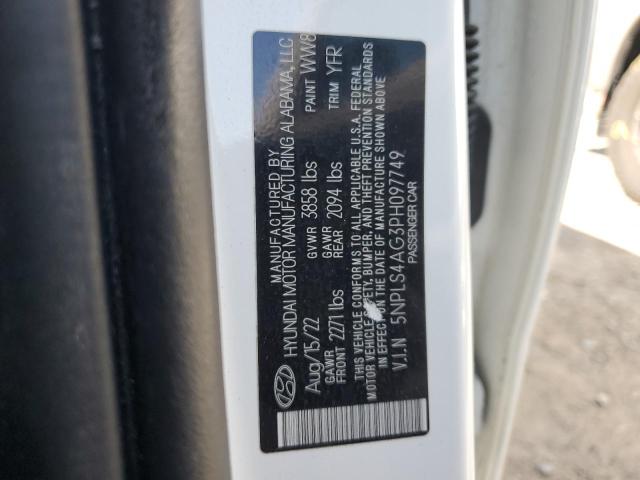 MANUFACTURED BY
HYUNDAI MOTOR MANUFACTURING ALABAMA, LLC
Aug/15/22 GVWR 3858 lbs PAINT WW8
GAWR FRONT 2271 lbs GAWR REAR 2094 lbs TRIM YFR
THIS VEHICLE CONFORMS TO ALL APPLICABLE U.S.A. FEDERAL
MOTOR VEHICLE SAFETY, BUMPER, AND THEFT PREVENTION STANDARDS
IN EFFECT ON THE DATE OF MANUFACTURE SHOWN ABOVE
V.I.N 5NPLS4AG3PH097749
PASSENGER CAR